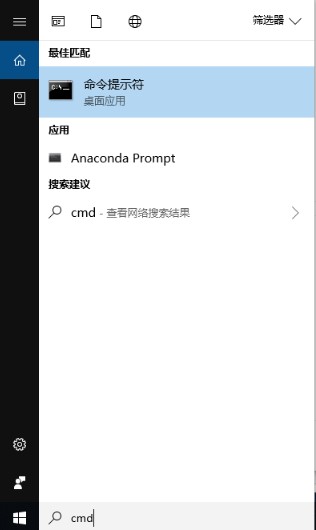 筛选器
最佳匹配
命令提示符
桌面应用
应用
Anaconda Prompt
搜索建议
cmd - 查看网络搜索结果
cmd